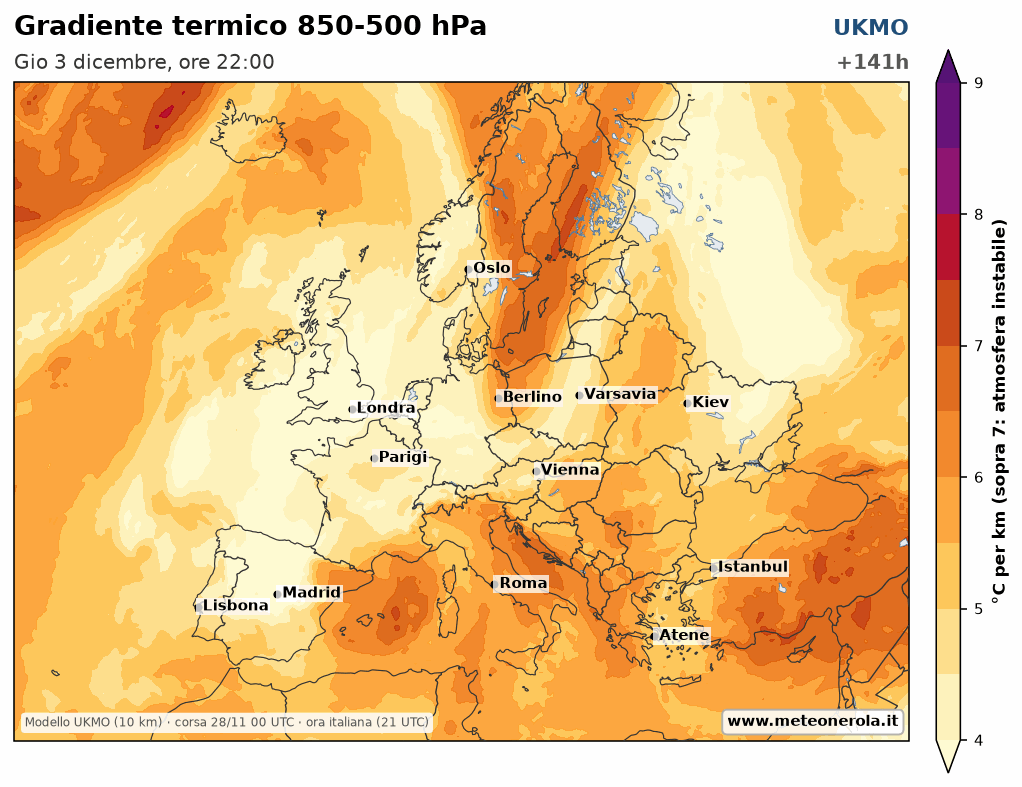 Gradiente termico 850-500 hPa
UKMO
Gio 3 dicembre, ore 22:00
+141h
Oslo
Londra
Berlino
Varsavia
Kiev
Parigi
Vienna
Istanbul
Roma
Madrid
Lisbona
Atene
Modello UKMO (10 km) · corsa 28/11 00 UTC · ora italiana (21 UTC)
www.meteonerola.it
9
8
7
6
5
4
°C per km (sopra 7: atmosfera instabile)